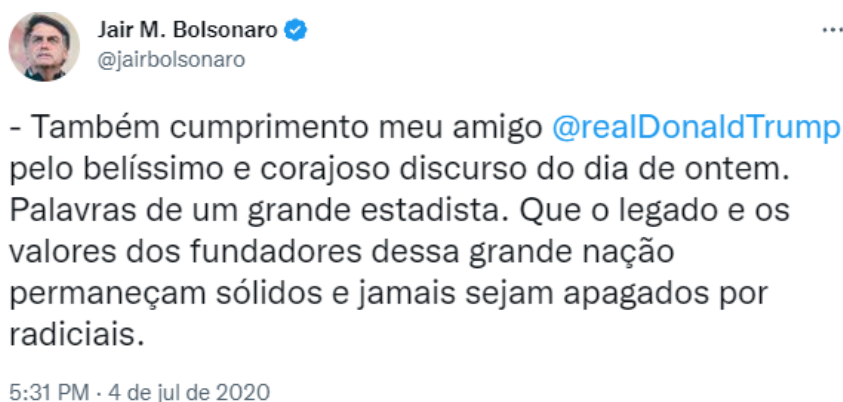 Jair M. Bolsonaro
@jairbolsonaro
- Também cumprimento meu amigo @realDonaldTrump
pelo belíssimo e corajoso discurso do dia de ontem.
Palavras de um grande estadista. Que o legado e os
valores dos fundadores dessa grande nação
permaneçam sólidos e jamais sejam apagados por
radiciais.
5:31 PM · 4 de jul de 2020